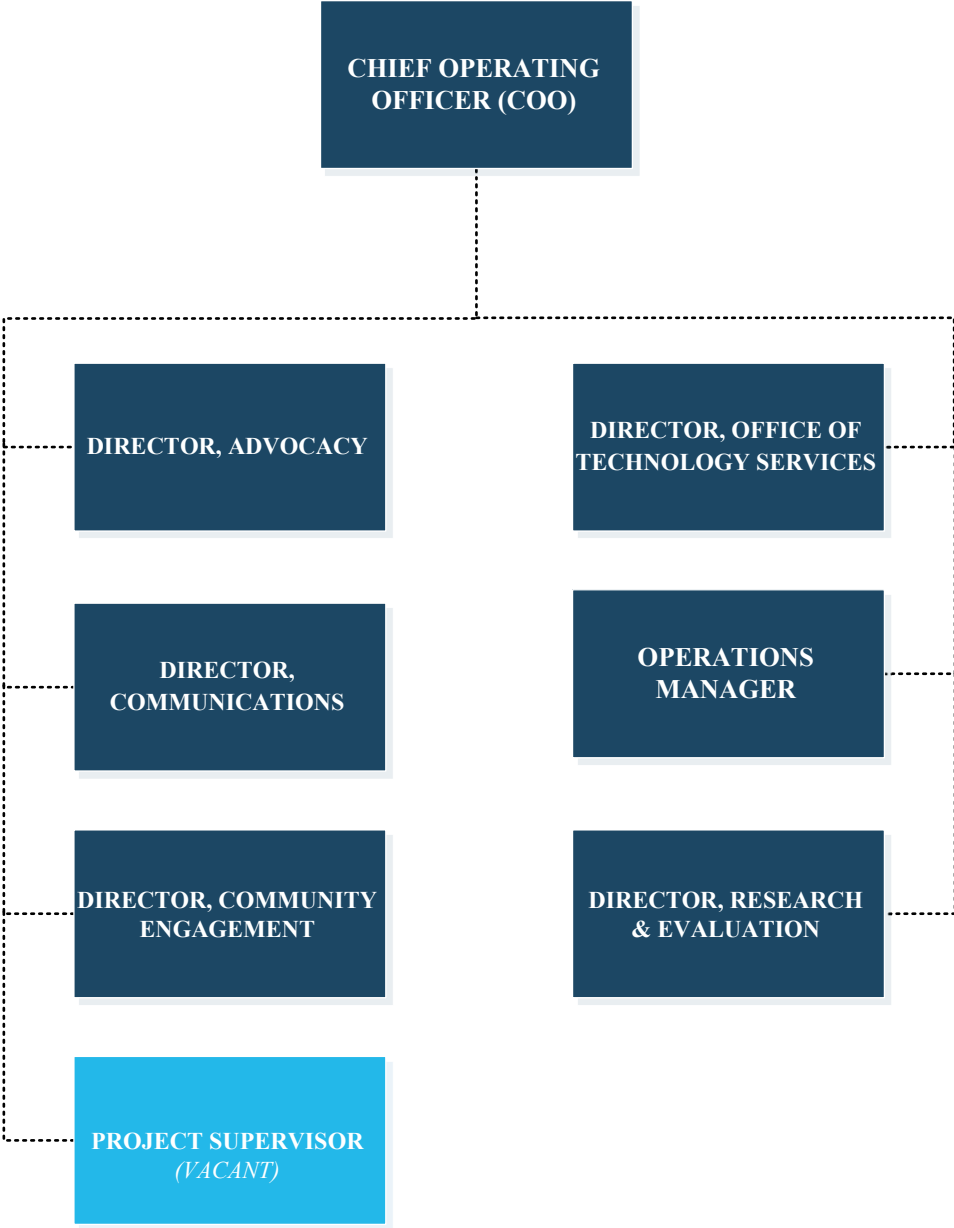 CHIEF OPERATING
OFFICER (COO)
DIRECTOR, ADVOCACY
DIRECTOR, OFFICE OF
TECHNOLOGY SERVICES
DIRECTOR,
COMMUNICATIONS
OPERATIONS
MANAGER
DIRECTOR, COMMUNITY
ENGAGEMENT
DIRECTOR, RESEARCH
& EVALUATION
PROJECT SUPERVISOR
(VACANT)